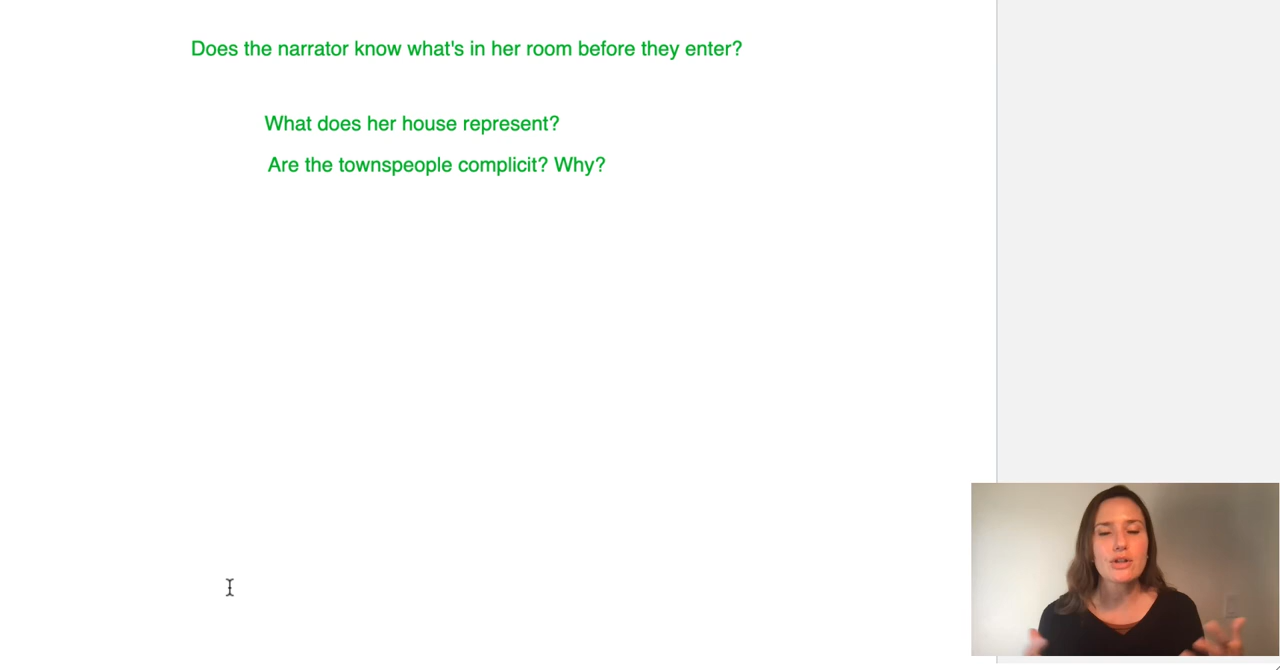 Does the narrator know what's in her room before they enter?
What does her house represent?
Are the townspeople complicit? Why?